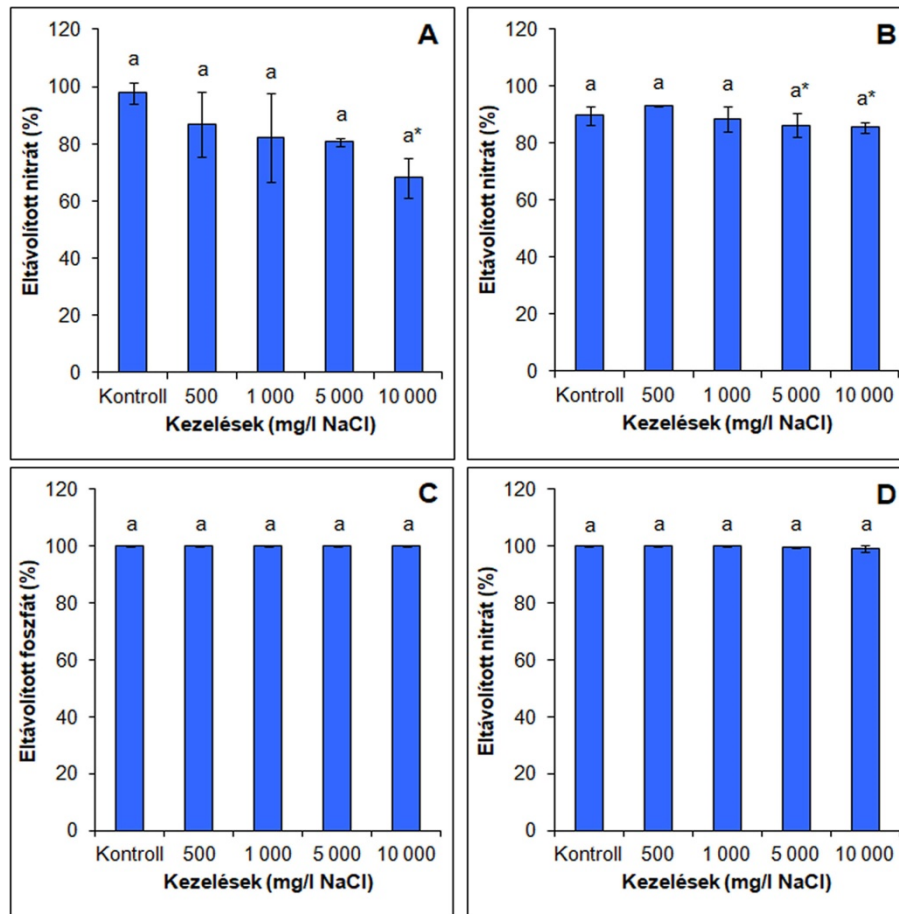 A
Eltávolított nitrát (%)
120
100
80
60
40
20
0
a
a
a
a
a*
Kontroll 500 1 000 5 000 10 000
Kezelések (mg/l NaCl)
B
Eltávolított nitrát (%)
120
100
80
60
40
20
0
a
a
a
a*
a*
Kontroll 500 1 000 5 000 10 000
Kezelések (mg/l NaCl)
C
Eltávolított foszfát (%)
120
100
80
60
40
20
0
a
a
a
a
a
Kontroll 500 1 000 5 000 10 000
Kezelések (mg/l NaCl)
D
Eltávolított nitrát (%)
120
100
80
60
40
20
0
a
a
a
a
a
Kontroll 500 1 000 5 000 10 000
Kezelések (mg/l NaCl)